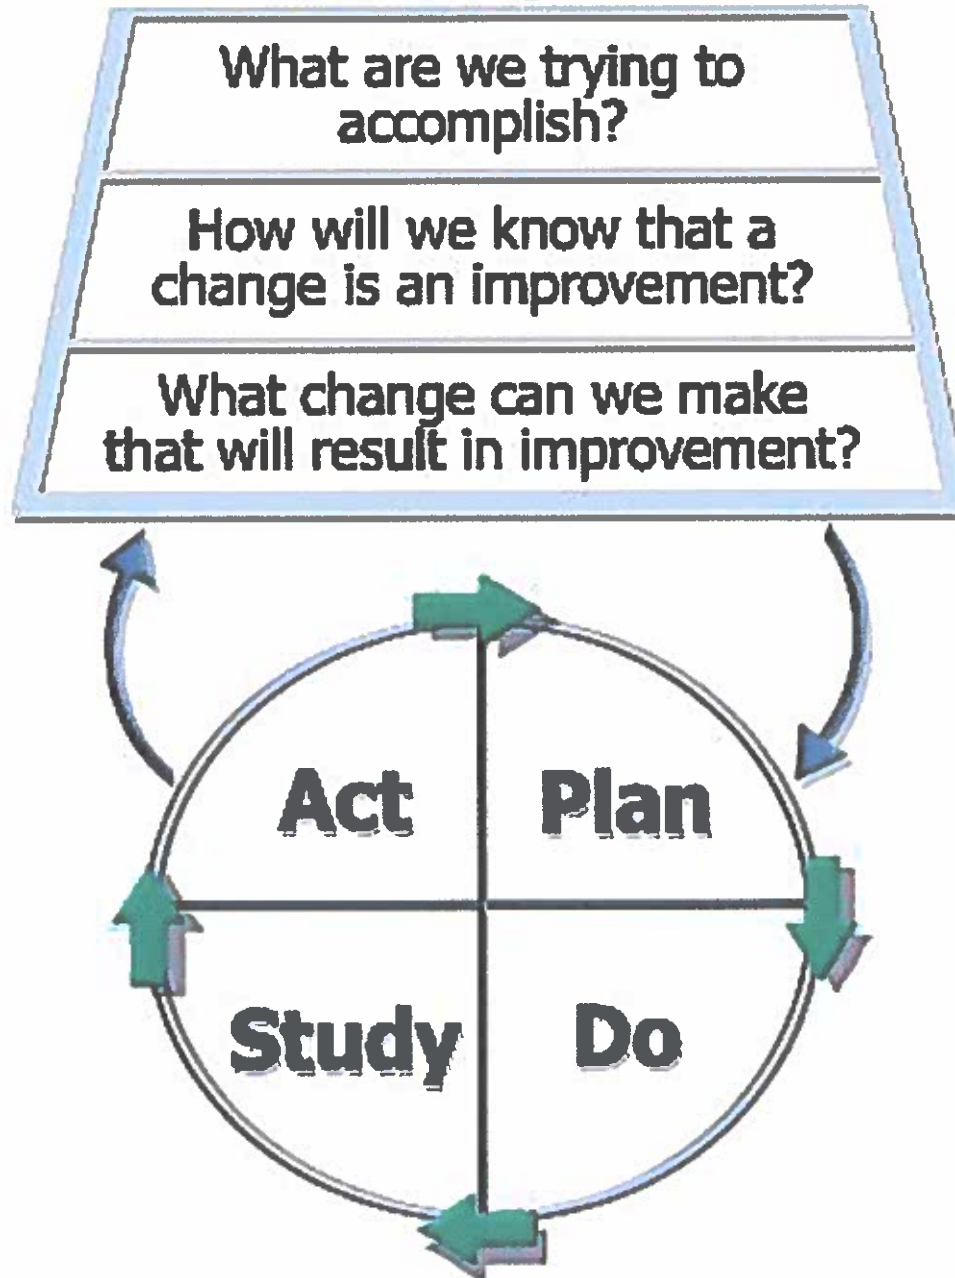 What are we trying to
accomplish?
How will we know that a
change is an improvement?
What change can we make
that will result in improvement?
Act
Plan
Study
Do